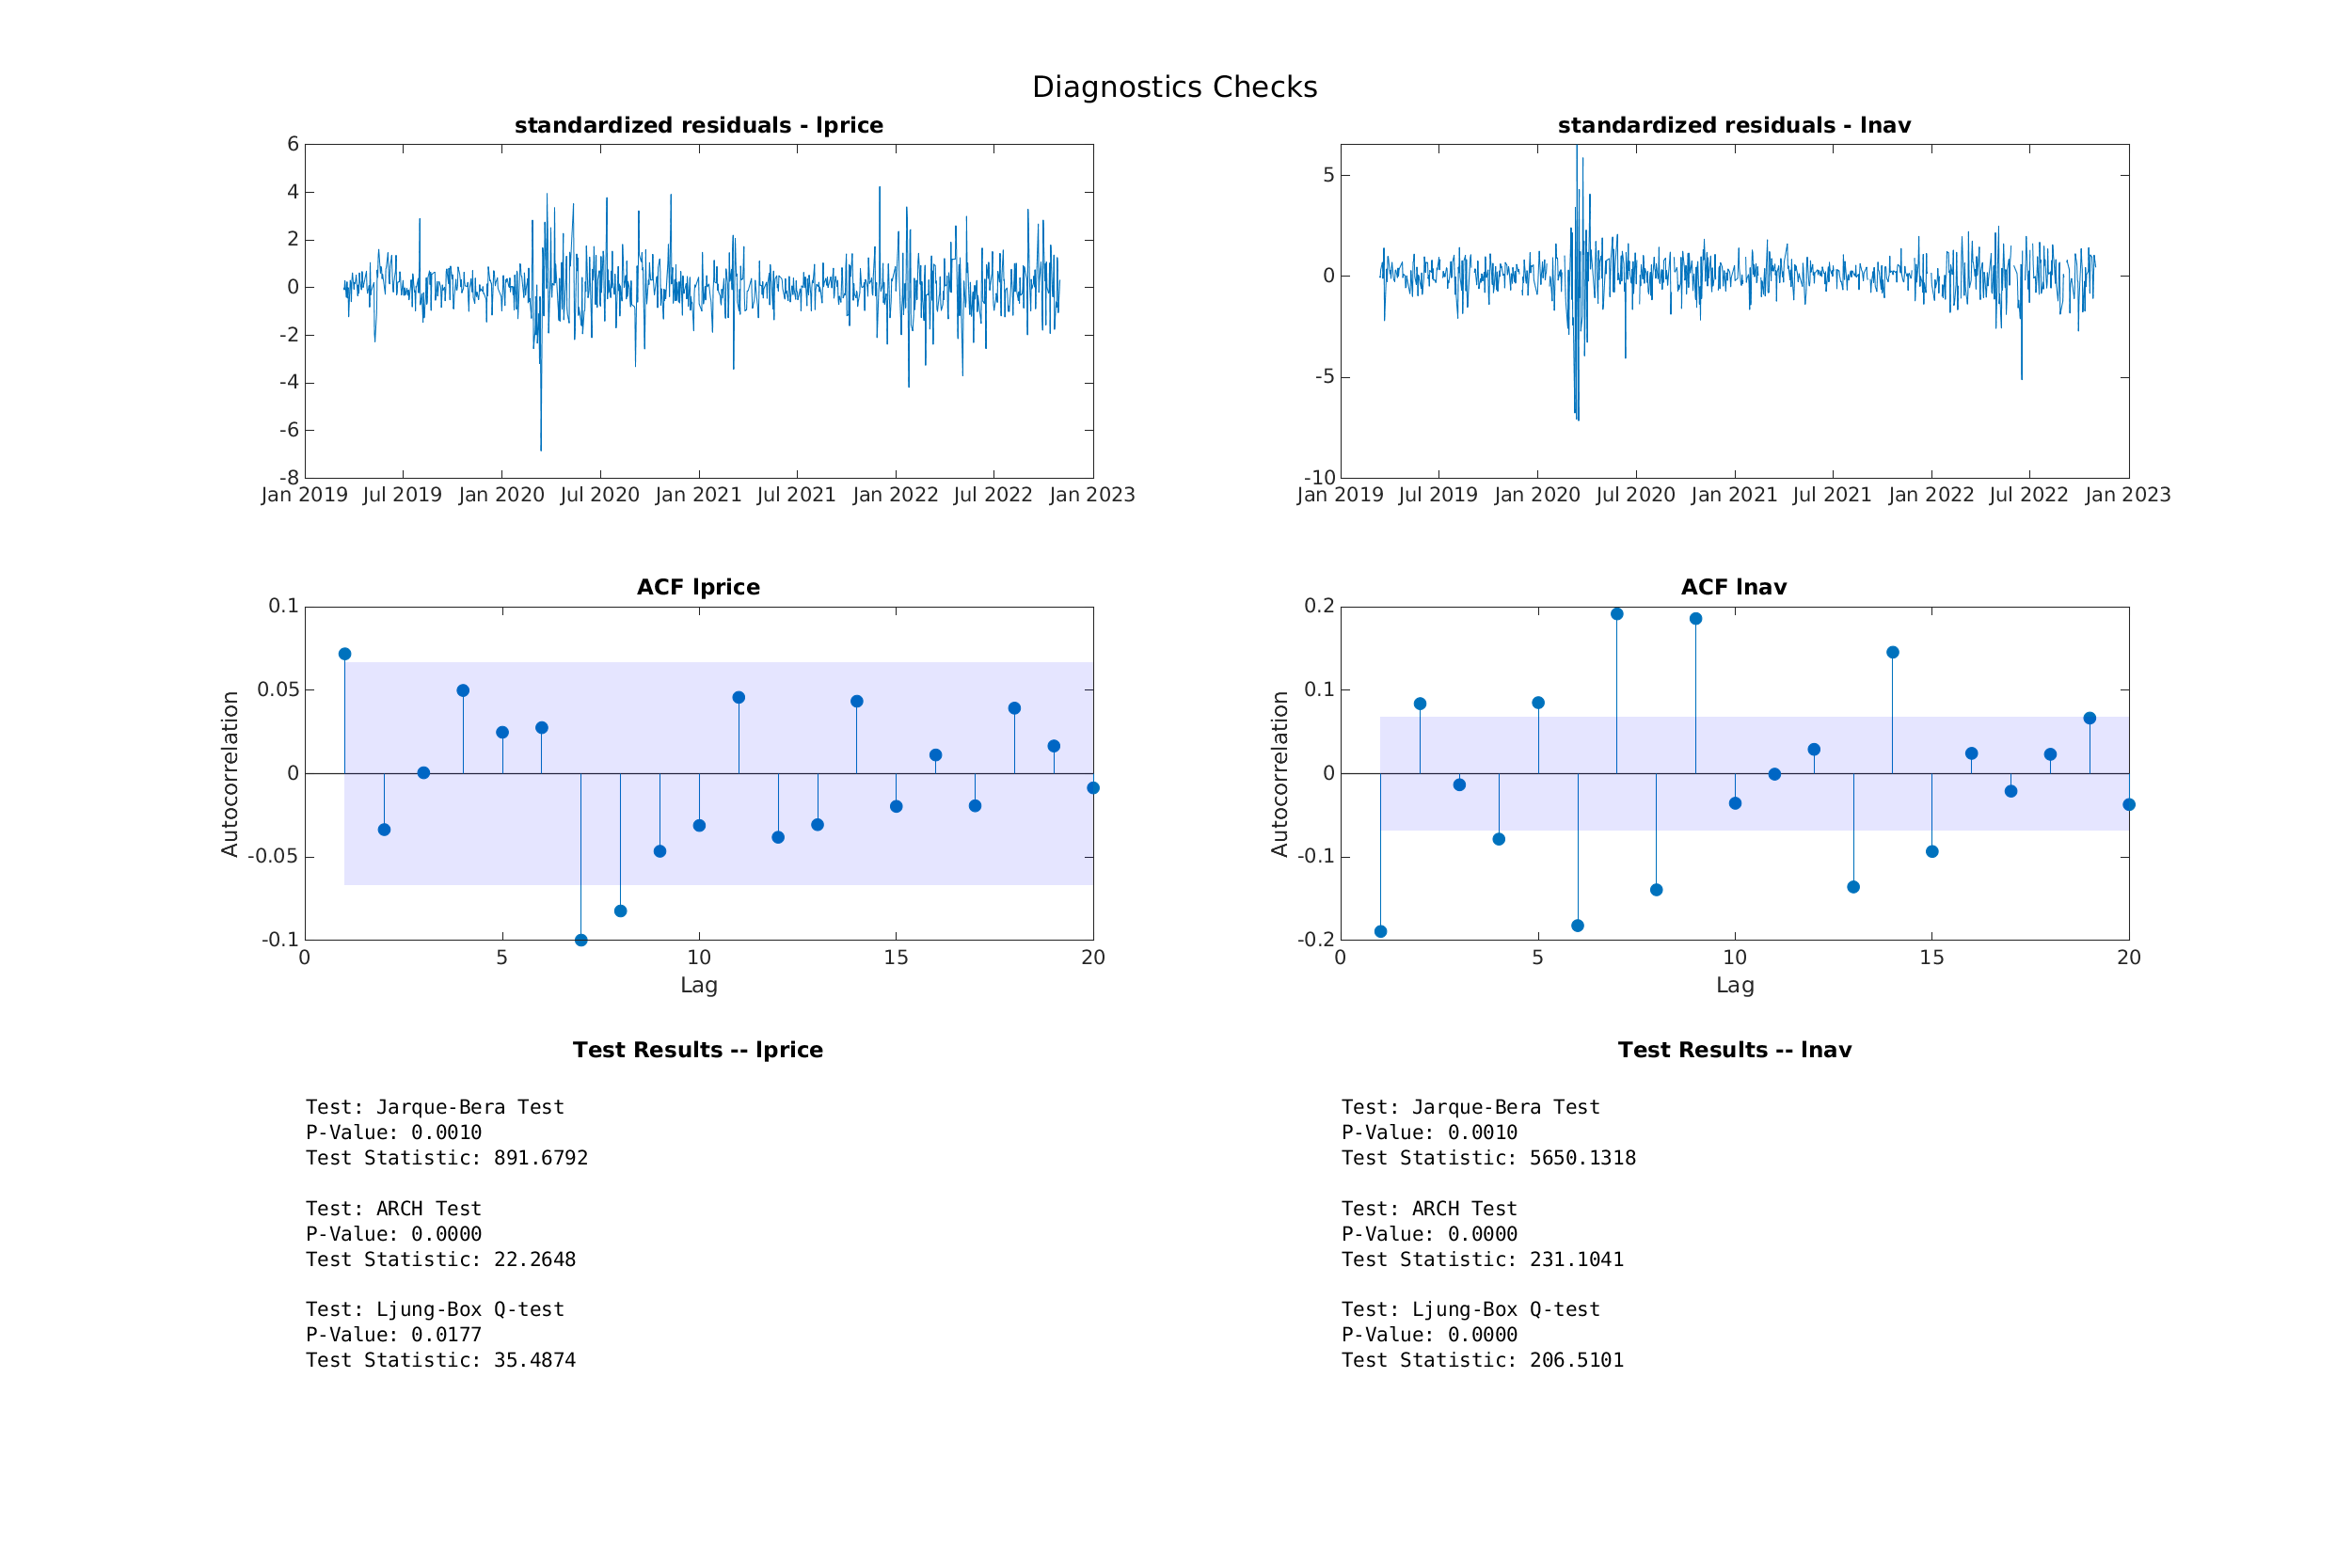 Diagnostics Checks
standardized residuals - lprice
6
4
2
0
-2
-4
-6
-8
Jan 2019 Jul 2019 Jan 2020 Jul 2020 Jan 2021 Jul 2021 Jan 2022 Jul 2022 Jan 2023
standardized residuals - lnav
5
0
-5
-10
Jan 2019 Jul 2019 Jan 2020 Jul 2020 Jan 2021 Jul 2021 Jan 2022 Jul 2022 Jan 2023
ACF lprice
Autocorrelation
0.1
0.05
0
-0.05
-0.1
0 5 10 15 20
Lag
ACF lnav
Autocorrelation
0.2
0.1
0
-0.1
-0.2
0 5 10 15 20
Lag
Test Results -- lprice
Test: Jarque-Bera Test
P-Value: 0.0010
Test Statistic: 891.6792
Test: ARCH Test
P-Value: 0.0000
Test Statistic: 22.2648
Test: Ljung-Box Q-test
P-Value: 0.0177
Test Statistic: 35.4874
Test Results -- lnav
Test: Jarque-Bera Test
P-Value: 0.0010
Test Statistic: 5650.1318
Test: ARCH Test
P-Value: 0.0000
Test Statistic: 231.1041
Test: Ljung-Box Q-test
P-Value: 0.0000
Test Statistic: 206.5101